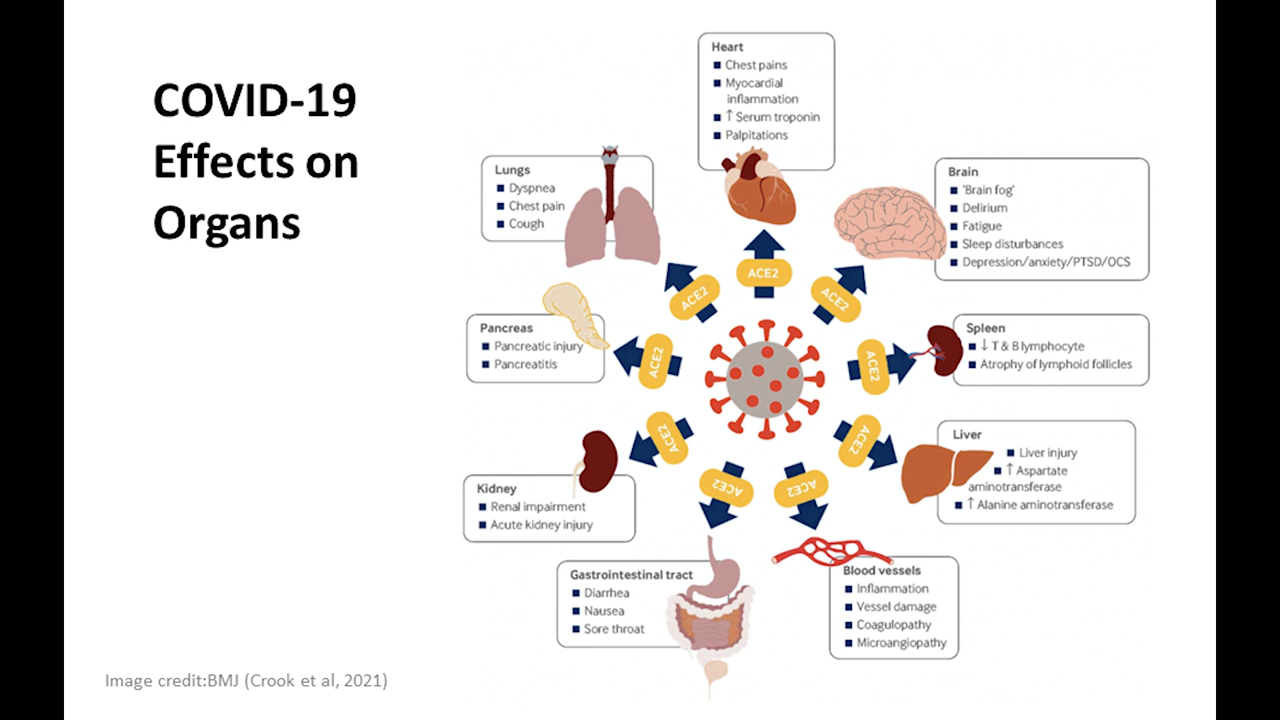 COVID-19
Effects on
Organs
Heart
Chest pains
Myocardial
inflammation
↑ Serum troponin
Palpitations
Lungs
Dyspnea
Chest pain
Cough
Brain
'Brain fog'
Delirium
Fatigue
Sleep disturbances
Depression/anxiety/PTSD/OCS
ACE2
ACE2
ACE2
Pancreas
Pancreatic injury
Pancreatitis
ACE2
ACE2
Spleen
↓ T & B lymphocyte
Atrophy of lymphoid follicles
Kidney
Renal impairment
Acute kidney injury
ACE2
ACE2
Liver
Liver injury
↑ Aspartate
aminotransferase
↑ Alanine aminotransferase
ACE2
ACE2
Gastrointestinal tract
Diarrhea
Nausea
Sore throat
Blood vessels
Inflammation
Vessel damage
Coagulopathy
Microangiopathy
Image credit:BMJ (Crook et al, 2021)